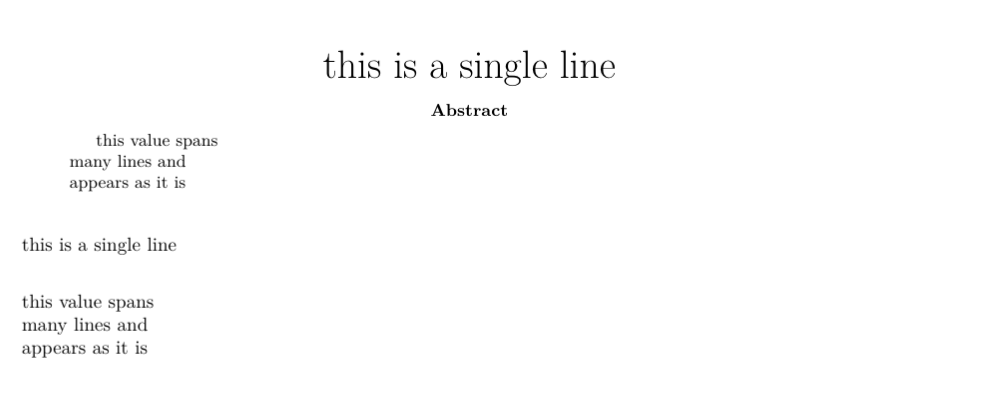 this is a single line
Abstract
this value spans
many lines and
appears as it is
this is a single line
this value spans
many lines and
appears as it is